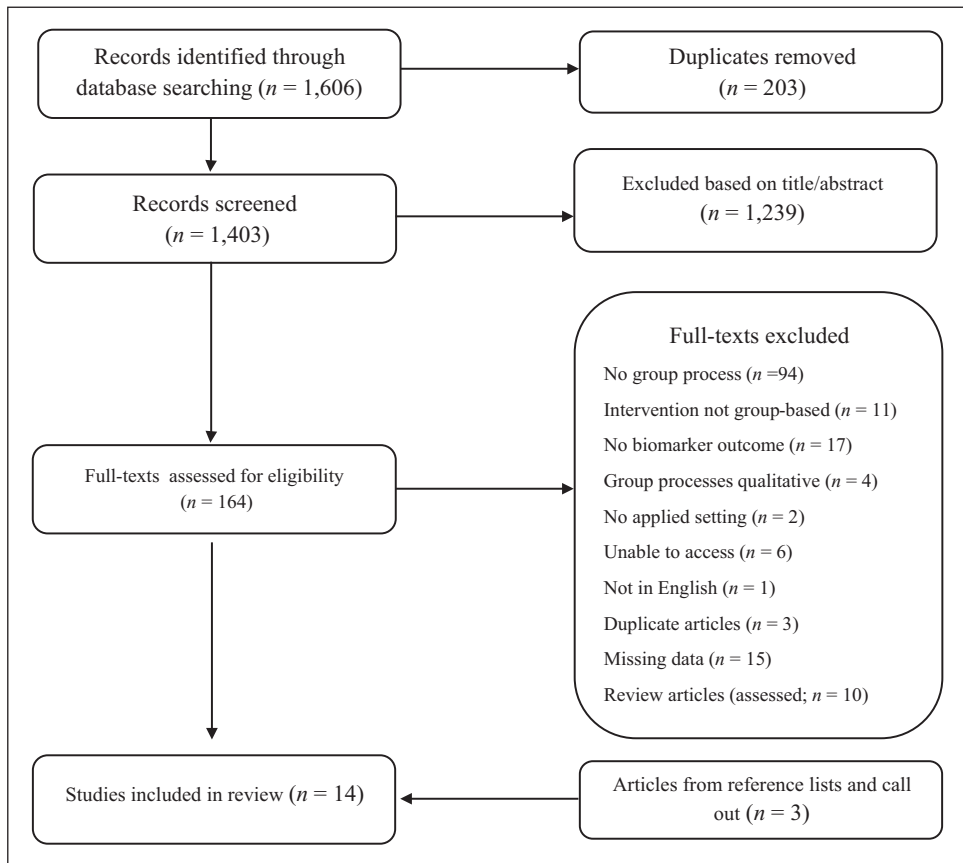 Records identified through
database searching (n = 1,606)
Duplicates removed
(n = 203)
Records screened
(n = 1,403)
Excluded based on title/abstract
(n = 1,239)
Full-texts excluded
No group process (n =94)
Intervention not group-based (n = 11)
No biomarker outcome (n = 17)
Group processes qualitative (n = 4)
No applied setting (n = 2)
Unable to access (n = 6)
Not in English (n = 1)
Duplicate articles (n = 3)
Missing data (n = 15)
Review articles (assessed; n = 10)
Full-texts assessed for eligibility
(n = 164)
Studies included in review (n = 14)
Articles from reference lists and call
out (n = 3)